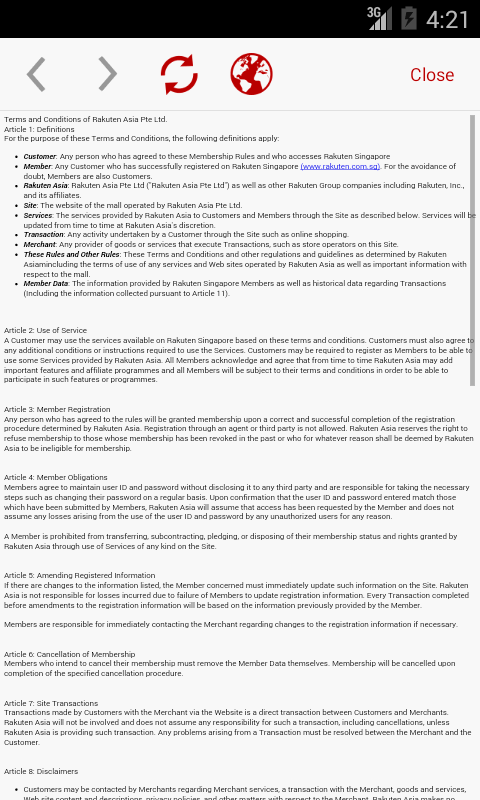 3G 4:21
Close
Terms and Conditions of Rakuten Asia Pte Ltd.
Article 1: Definitions
For the purpose of these Terms and Conditions, the following definitions apply:
• Customer: Any person who has agreed to these Membership Rules and who accesses Rakuten Singapore
• Member: Any Customer who has successfully registered on Rakuten Singapore (www.rakuten.com.sg). For the avoidance of
doubt, Members are also Customers.
• Rakuten Asia: Rakuten Asia Pte Ltd ("Rakuten Asia Pte Ltd") as well as other Rakuten Group companies including Rakuten, Inc.,
and its affiliates.
• Site: The website of the mall operated by Rakuten Asia Pte Ltd.
• Services: The services provided by Rakuten Asia to Customers and Members through the Site as described below. Services will be
updated from time to time at Rakuten Asia's discretion.
• Transaction: Any activity undertaken by a Customer through the Site such as online shopping.
• Merchant: Any provider of goods or services that execute Transactions, such as store operators on this Site.
• These Rules and Other Rules: These Terms and Conditions and other regulations and guidelines as determined by Rakuten
Asiamincluding the terms of use of any services and Web sites operated by Rakuten Asia as well as important information with
respect to the mall.
• Member Data: The information provided by Rakuten Singapore Members as well as historical data regarding Transactions
(Including the information collected pursuant to Article 11).
Article 2: Use of Service
A Customer may use the services available on Rakuten Singapore based on these terms and conditions. Customers must also agree to
any additional conditions or instructions required to use the Services. Customers may be required to register as Members to be able to
use some Services provided by Rakuten Asia. All Members acknowledge and agree that from time to time Rakuten Asia may add
important features and affiliate programmes and all Members will be subject to their terms and conditions in order to be able to
participate in such features or programmes.
Article 3: Member Registration
Any person who has agreed to the rules will be granted membership upon a correct and successful completion of the registration
procedure determined by Rakuten Asia. Registration through an agent or third party is not allowed. Rakuten Asia reserves the right to
refuse membership to those whose membership has been revoked in the past or who for whatever reason shall be deemed by Rakuten
Asia to be ineligible for membership.
Article 4: Member Obligations
Members agree to maintain user ID and password without disclosing it to any third party and are responsible for taking the necessary
steps such as changing their password on a regular basis. Upon confirmation that the user ID and password entered match those
which have been submitted by Members, Rakuten Asia will assume that access has been requested by the Member and does not
assume any losses arising from the use of the user ID and password by any unauthorized users for any reason.
A Member is prohibited from transferring, subcontracting, pledging, or disposing of their membership status and rights granted by
Rakuten Asia through use of Services of any kind on the Site.
Article 5: Amending Registered Information
If there are changes to the information listed, the Member concerned must immediately update such information on the Site. Rakuten
Asia is not responsible for losses incurred due to failure of Members to update registration information. Every Transaction completed
before amendments to the registration information will be based on the information previously provided by the Member.
Members are responsible for immediately contacting the Merchant regarding changes to the registration information if necessary.
Article 6: Cancellation of Membership
Members who intend to cancel their membership must remove the Member Data themselves. Membership will be cancelled upon
completion of the specified cancellation procedure.
Article 7: Site Transactions
Transactions made by Customers with the Merchant via the Website is a direct transaction between Customers and Merchants.
Rakuten Asia will not be involved and does not assume any responsibility for such a transaction, including cancellations, unless
Rakuten Asia is providing such transaction. Any problems arising from a Transaction must be resolved between the Merchant and the
Customer.
Article 8: Disclaimers
• Customers may be contacted by Merchants regarding Merchant services, a transaction with the Merchant, goods and services,
Web site content and descriptions, privacy policies, and other matters with respect to the Merchant. Rakuten Asia makes no